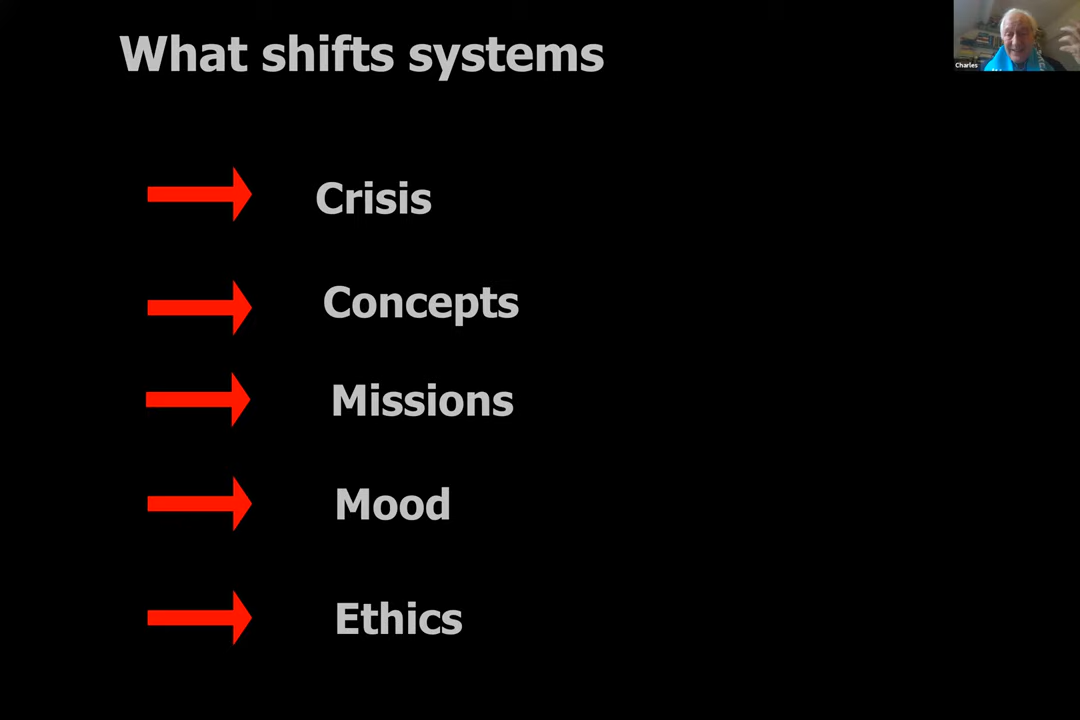 What shifts systems
Charles
Crisis
Concepts
Missions
Mood
Ethics